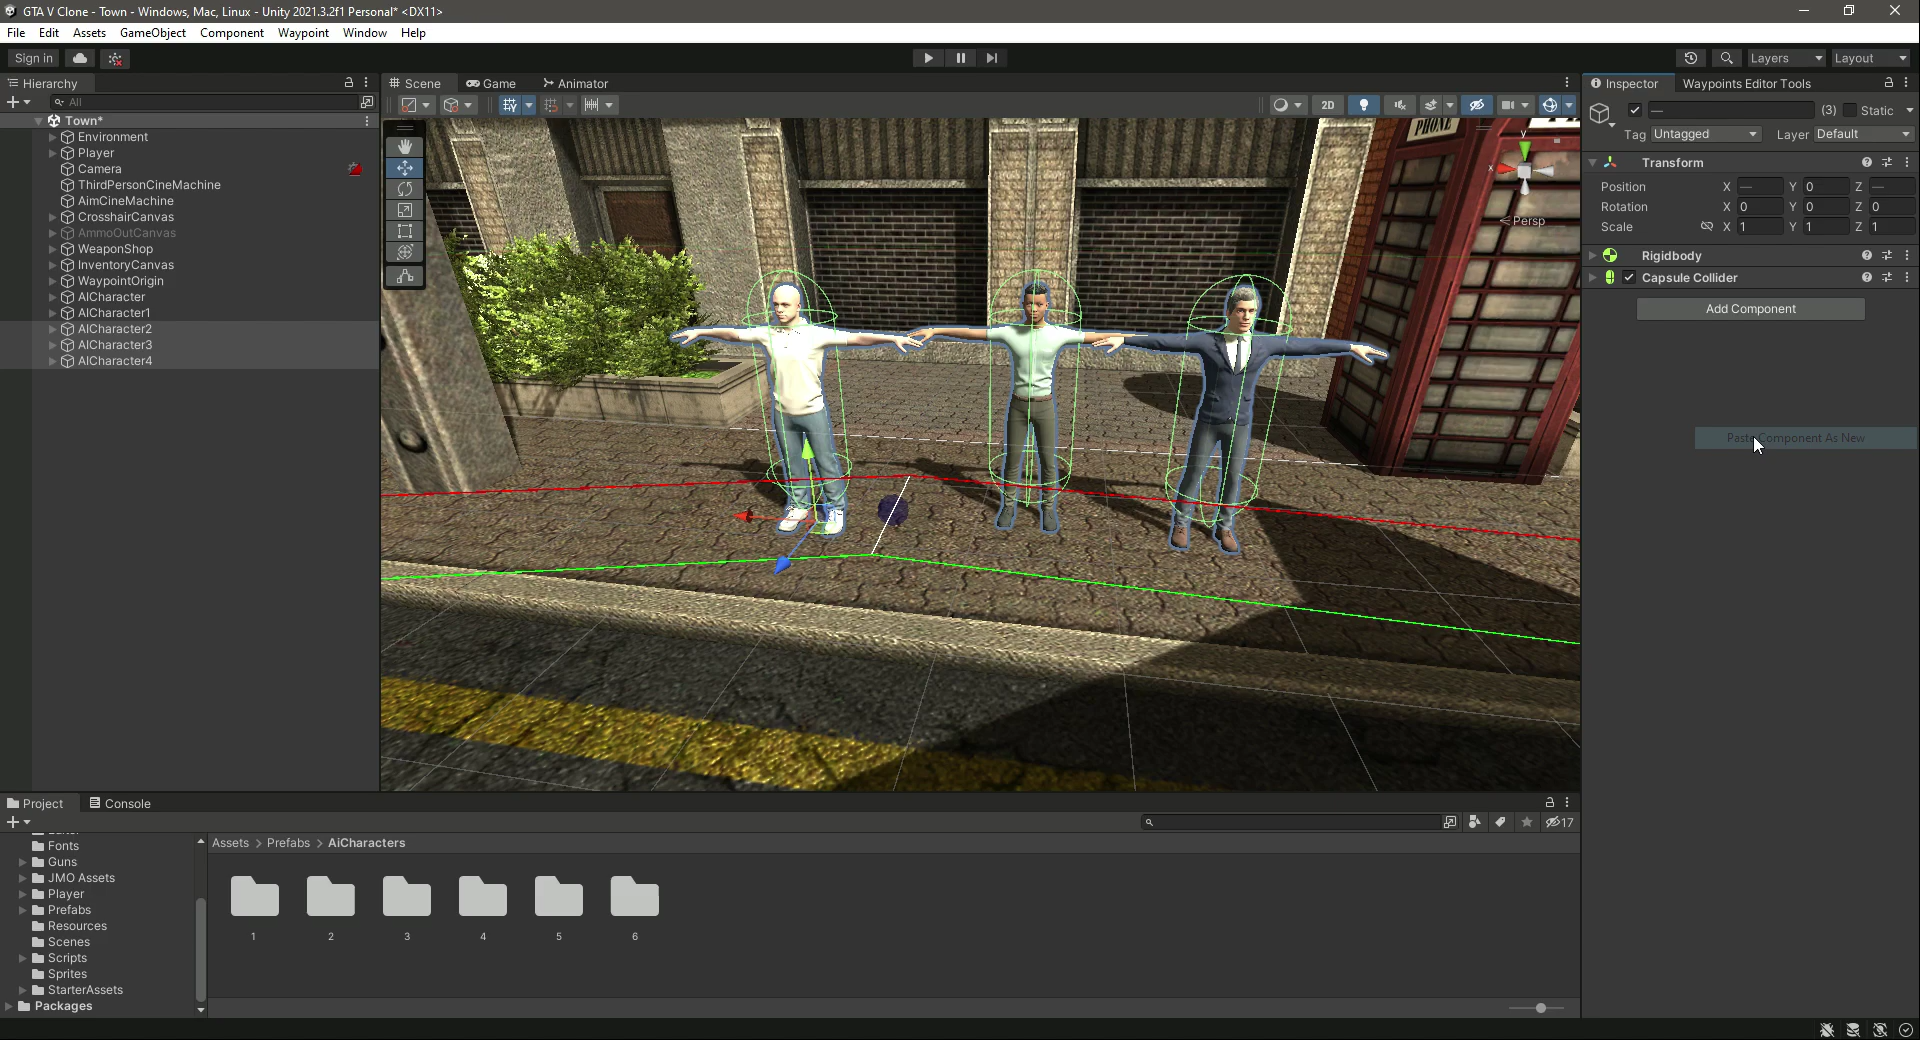 GTA V Clone - Town - Windows, Mac, Linux - Unity 2021.3.2f1 Personal* <DX11>
File Edit Assets GameObject Component Waypoint Window Help
Sign in
Layers Layout
Hierarchy
All
Town*
Environment
Player
Camera
ThirdPersonCineMachine
AimCineMachine
CrosshairCanvas
AmmoOutCanvas
WeaponShop
InventoryCanvas
WaypointOrigin
AICharacter
AICharacter1
AICharacter2
AICharacter3
AICharacter4
Scene Game Animator
2D
PHONE
y
x
< Persp
Inspector Waypoints Editor Tools
— (3) Static
Tag Untagged Layer Default
Transform
Position X — Y 0 Z —
Rotation X 0 Y 0 Z 0
Scale X 1 Y 1 Z 1
Rigidbody
Capsule Collider
Add Component
Paste Component As New
Project Console
17
Fonts
Guns
JMO Assets
Player
Prefabs
Resources
Scenes
Scripts
Sprites
StarterAssets
Packages
Assets > Prefabs > AiCharacters
1 2 3 4 5 6